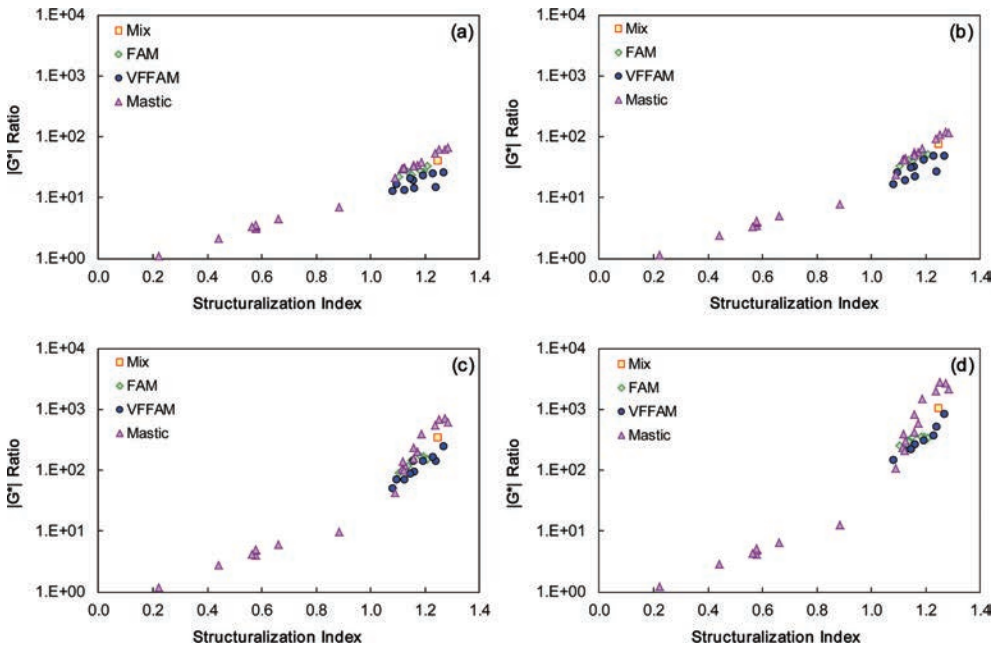 (a)
Mix
FAM
VFFAM
Mastic
1.E+04
1.E+03
1.E+02
1.E+01
1.E+00
|G*| Ratio
0.0 0.2 0.4 0.6 0.8 1.0 1.2 1.4
Structuralization Index
(b)
Mix
FAM
VFFAM
Mastic
1.E+04
1.E+03
1.E+02
1.E+01
1.E+00
|G*| Ratio
0.0 0.2 0.4 0.6 0.8 1.0 1.2 1.4
Structuralization Index
(c)
Mix
FAM
VFFAM
Mastic
1.E+04
1.E+03
1.E+02
1.E+01
1.E+00
|G*| Ratio
0.0 0.2 0.4 0.6 0.8 1.0 1.2 1.4
Structuralization Index
(d)
Mix
FAM
VFFAM
Mastic
1.E+04
1.E+03
1.E+02
1.E+01
1.E+00
|G*| Ratio
0.0 0.2 0.4 0.6 0.8 1.0 1.2 1.4
Structuralization Index